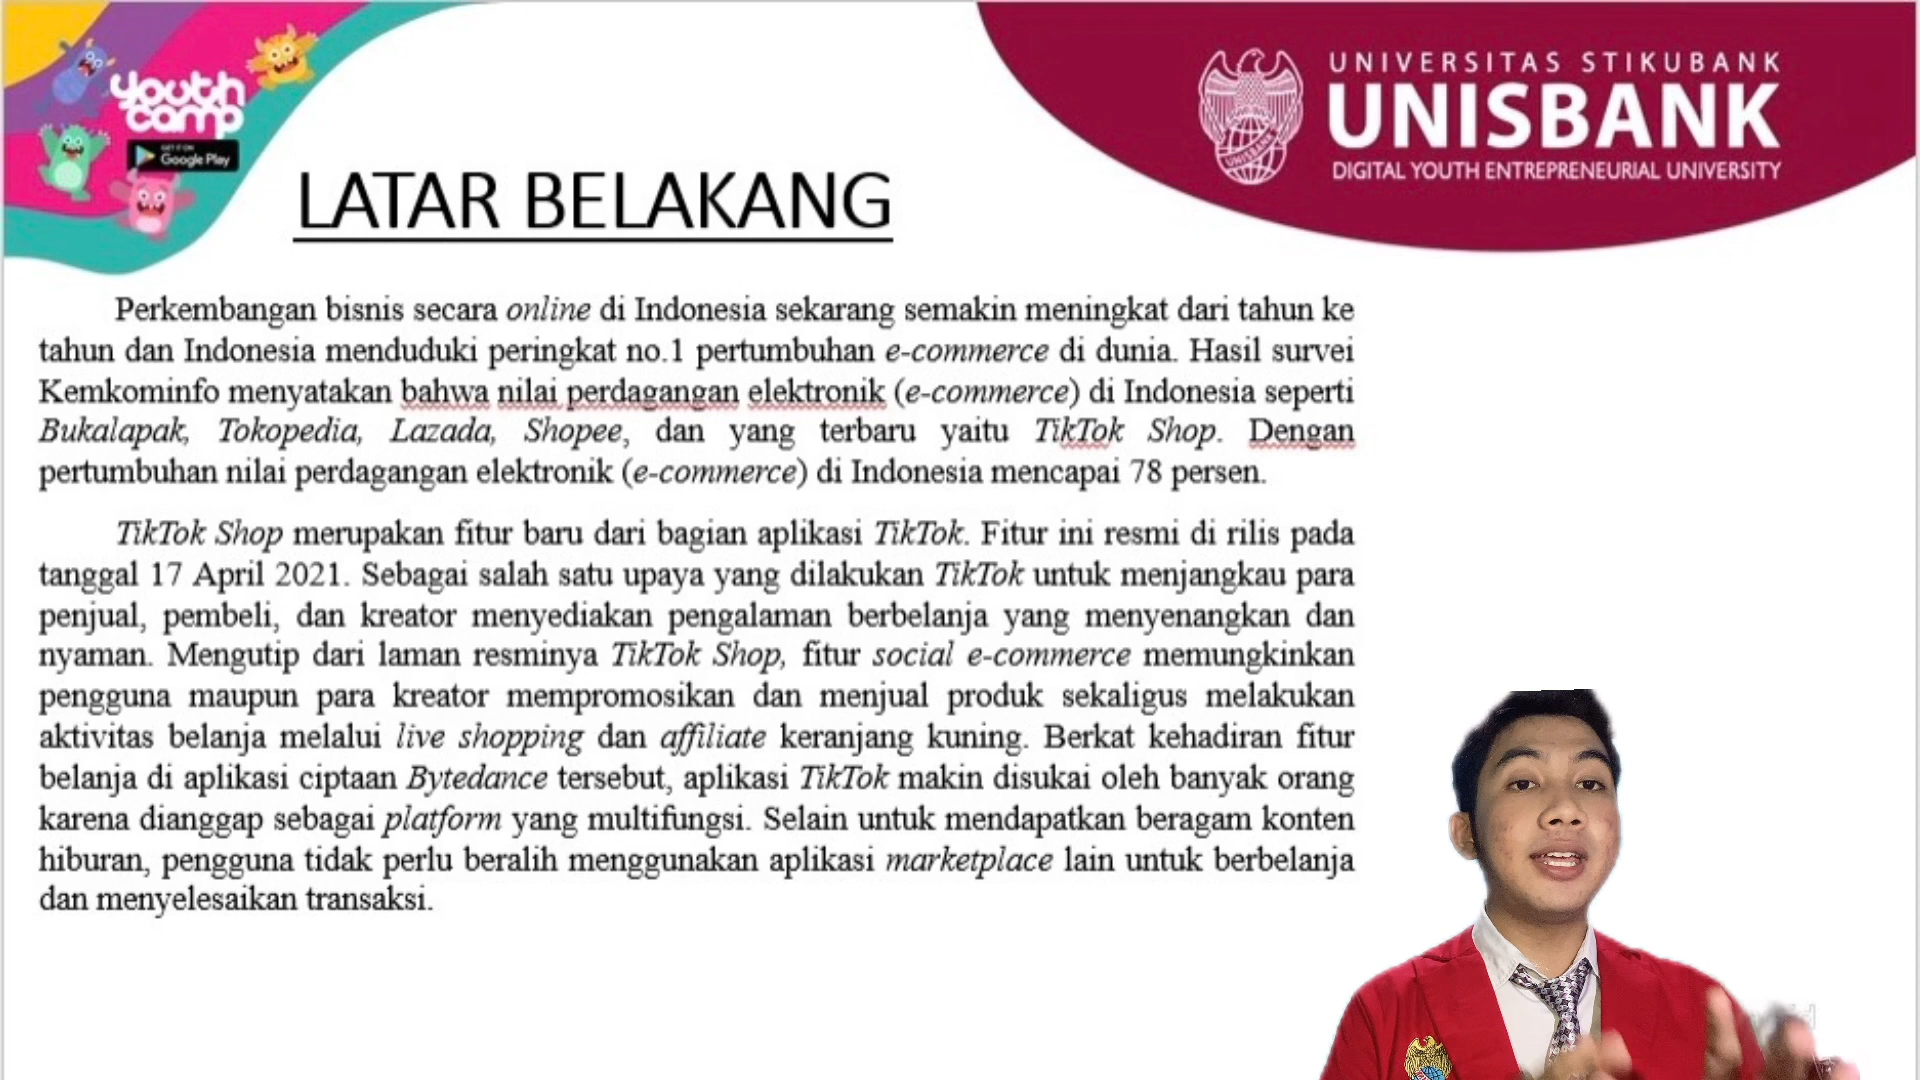 youth
camp
GET IT ON
Google Play
UNIVERSITAS STIKUBANK
UNISBANK
DIGITAL YOUTH ENTREPRENEURIAL UNIVERSITY
UNISBANK
LATAR BELAKANG
Perkembangan bisnis secara online di Indonesia sekarang semakin meningkat dari tahun ke
tahun dan Indonesia menduduki peringkat no.1 pertumbuhan e-commerce di dunia. Hasil survei
Kemkominfo menyatakan bahwa nilai perdagangan elektronik (e-commerce) di Indonesia seperti
Bukalapak, Tokopedia, Lazada, Shopee, dan yang terbaru yaitu TikTok Shop. Dengan
pertumbuhan nilai perdagangan elektronik (e-commerce) di Indonesia mencapai 78 persen.
TikTok Shop merupakan fitur baru dari bagian aplikasi TikTok. Fitur ini resmi di rilis pada
tanggal 17 April 2021. Sebagai salah satu upaya yang dilakukan TikTok untuk menjangkau para
penjual, pembeli, dan kreator menyediakan pengalaman berbelanja yang menyenangkan dan
nyaman. Mengutip dari laman resminya TikTok Shop, fitur social e-commerce memungkinkan
pengguna maupun para kreator mempromosikan dan menjual produk sekaligus melakukan
aktivitas belanja melalui live shopping dan affiliate keranjang kuning. Berkat kehadiran fitur
belanja di aplikasi ciptaan Bytedance tersebut, aplikasi TikTok makin disukai oleh banyak orang
karena dianggap sebagai platform yang multifungsi. Selain untuk mendapatkan beragam konten
hiburan, pengguna tidak perlu beralih menggunakan aplikasi marketplace lain untuk berbelanja
dan menyelesaikan transaksi.